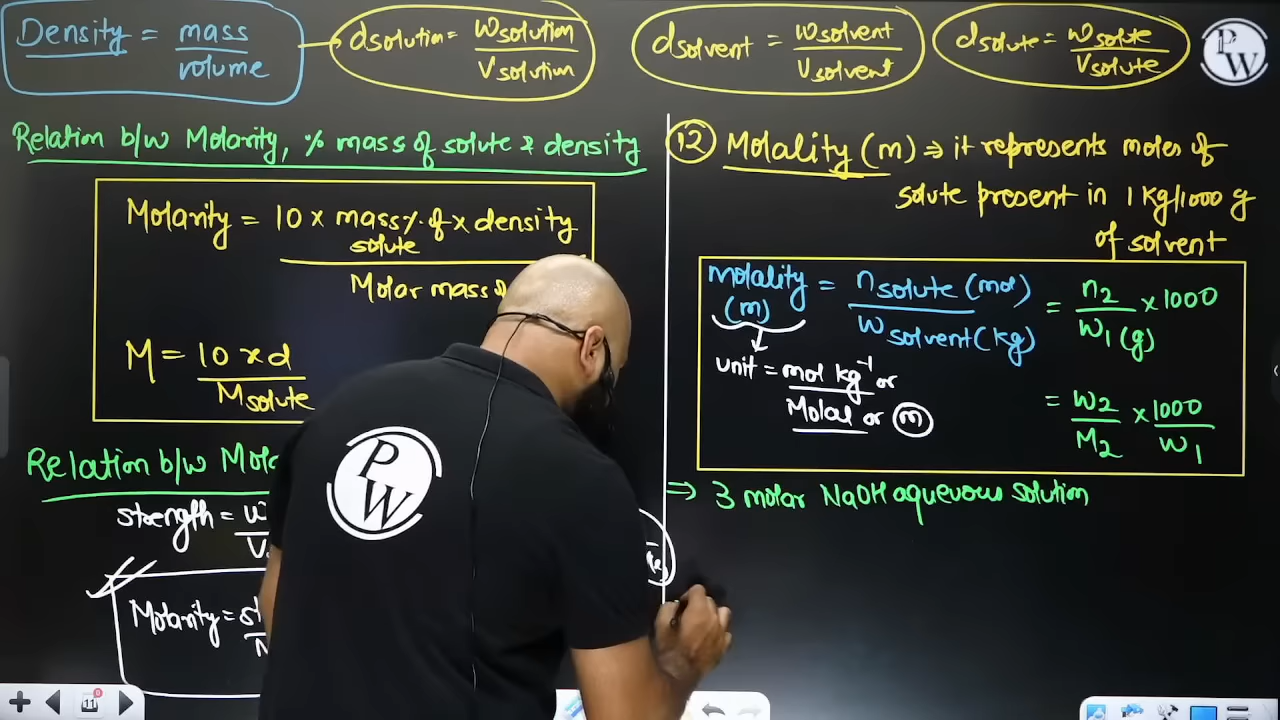 Density = mass / volume
dsolution = Wsolution / Vsolution
dsolvent = Wsolvent / Vsolvent
dsolute = Wsolute / Vsolute
PW
Relation b/w Molarity, % mass of solute & density
Molarity = 10 x mass % of solute x density
Molar mass
M = 10 x d / Msolute
Relation b/w
strength = W
V
Molarity =
PW
12 Molality (m) ⇒ it represents moles of
solute present in 1 kg/1000 g
of solvent
molality (m) = nsolute (mol) / Wsolvent (kg) = n2 / W1(g) x 1000
unit = mol kg⁻¹ or
Molal or m
= W2 / M2 x 1000 / W1
⇒ 3 molar NaOH aquevous solution
11